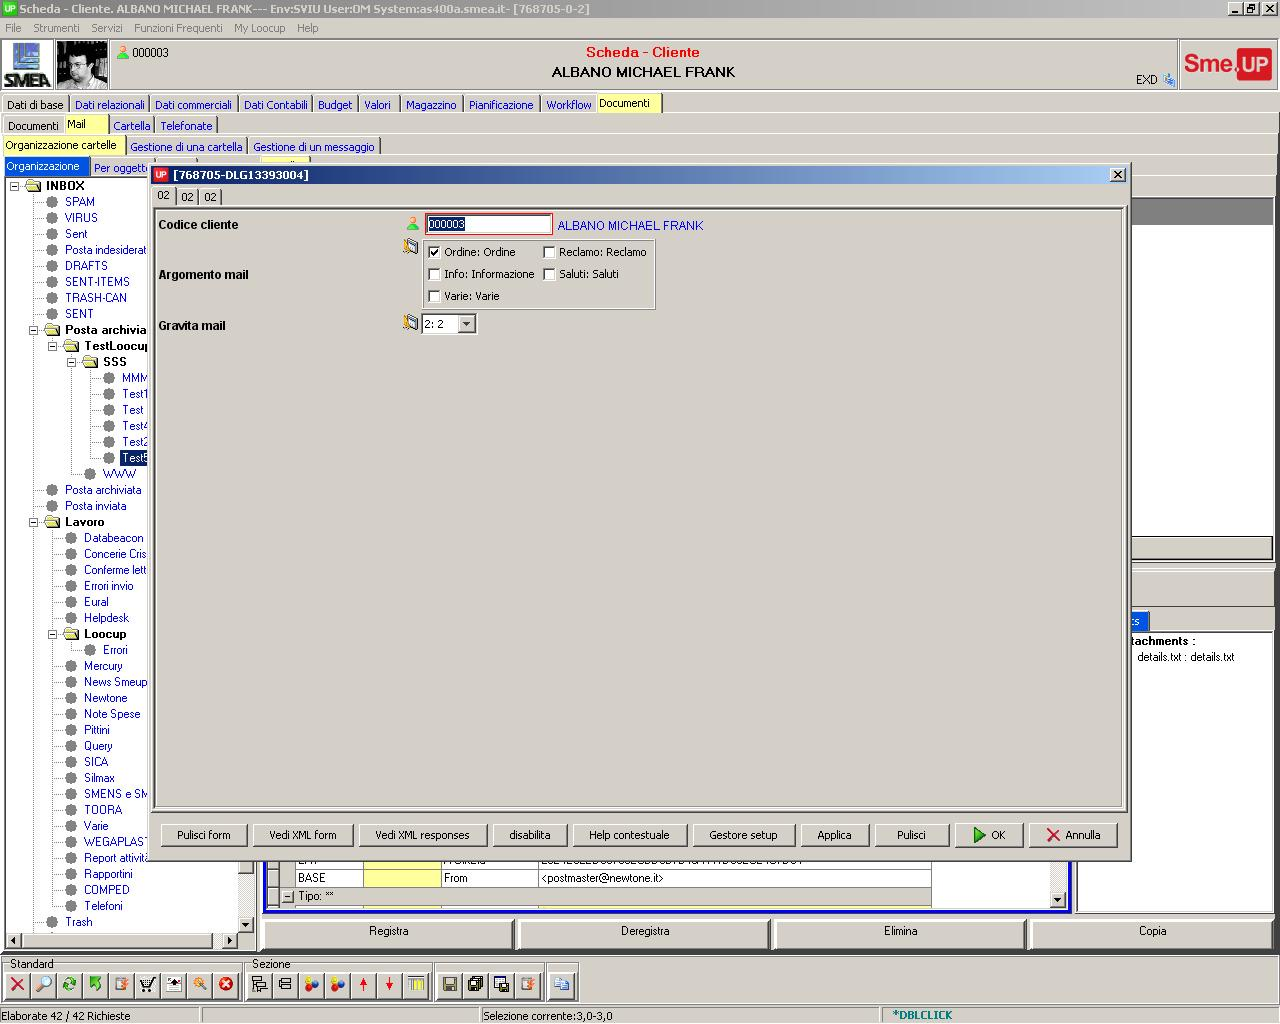 Scheda - Cliente. ALBANO MICHAEL FRANK--- Env:SVIU User:OM System:as400a.smea.it- [768705-0-2]
File Strumenti Servizi Funzioni Frequenti My Loocup Help
SMEA
000003
Scheda - Cliente
ALBANO MICHAEL FRANK
EXD
Sme.UP
Dati di base Dati relazionali Dati commerciali Dati Contabili Budget Valori Magazzino Pianificazione Workflow Documenti
Documenti Mail Cartella Telefonate
Organizzazione cartelle Gestione di una cartella Gestione di un messaggio
Organizzazione Per oggetto
INBOX
SPAM
VIRUS
Sent
Posta indesiderat
DRAFTS
SENT-ITEMS
TRASH-CAN
SENT
Posta archivia
TestLoocup
SSS
MMM
Test1
Test
Test4
Test2
Test5
WWW
Posta archiviata
Posta inviata
Lavoro
Databeacon
Concerie Cris
Conferme lett
Errori invio
Eural
Helpdesk
Loocup
Errori
Mercury
News Smeup
Newtone
Note Spese
Pittini
Query
SICA
Silmax
SMENS e SM
TOORA
Varie
WEGAPLAST
Report attività
Rapportini
COMPED
Telefoni
Trash
UP [768705-DLG13393004]
02 02 02
Codice cliente 000003 ALBANO MICHAEL FRANK
Argomento mail
Ordine: Ordine Reclamo: Reclamo
Info: Informazione Saluti: Saluti
Varie: Varie
Gravita mail 2: 2
Pulisci form Vedi XML form Vedi XML responses disabilita Help contestuale Gestore setup Applica Pulisci OK Annulla
ts
tachments :
details.txt : details.txt
BASE From <postmaster@newtone.it>
Tipo: **
Registra Deregistra Elimina Copia
Standard Sezione
Elaborate 42 / 42 Richieste Selezione corrente:3,0-3,0 *DBLCLICK